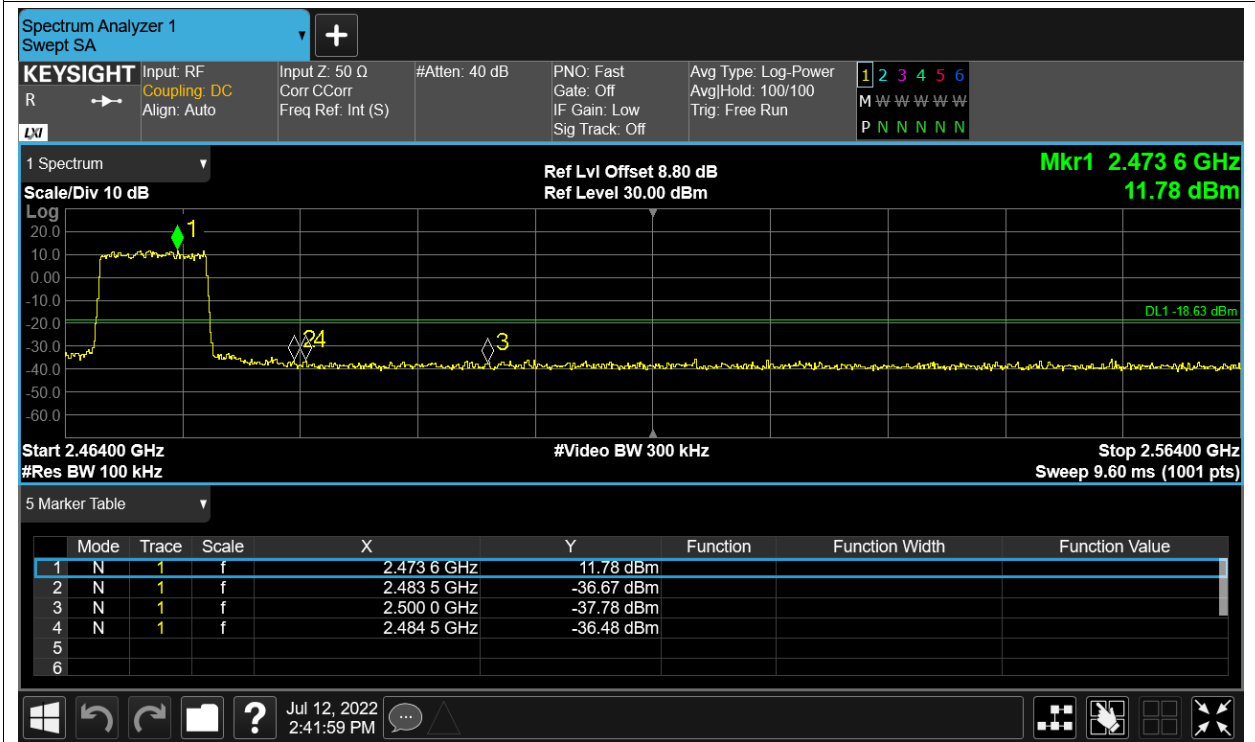 Spectrum Analyzer 1
Swept SA
+
KEYSIGHT Input: RF Input Z: 50 Ω #Atten: 40 dB PNO: Fast Avg Type: Log-Power 1 2 3 4 5 6
R Coupling: DC Corr CCorr Gate: Off Avg|Hold: 100/100 M W W W W W
Align: Auto Freq Ref: Int (S) IF Gain: Low Trig: Free Run
LXI Sig Track: Off P N N N N N
1 Spectrum Ref Lvl Offset 8.80 dB Mkr1 2.473 6 GHz
Scale/Div 10 dB Ref Level 30.00 dBm 11.78 dBm
Log
20.0 1
10.0
0.00
-10.0
DL1 -18.63 dBm
-20.0
-30.0 24 3
-40.0
-50.0
-60.0
Start 2.46400 GHz #Video BW 300 kHz Stop 2.56400 GHz
#Res BW 100 kHz Sweep 9.60 ms (1001 pts)
5 Marker Table
Mode Trace Scale X Y Function Function Width Function Value
1 N 1 f 2.473 6 GHz 11.78 dBm
2 N 1 f 2.483 5 GHz -36.67 dBm
3 N 1 f 2.500 0 GHz -37.78 dBm
4 N 1 f 2.484 5 GHz -36.48 dBm
5
6
? Jul 12, 2022
2:41:59 PM